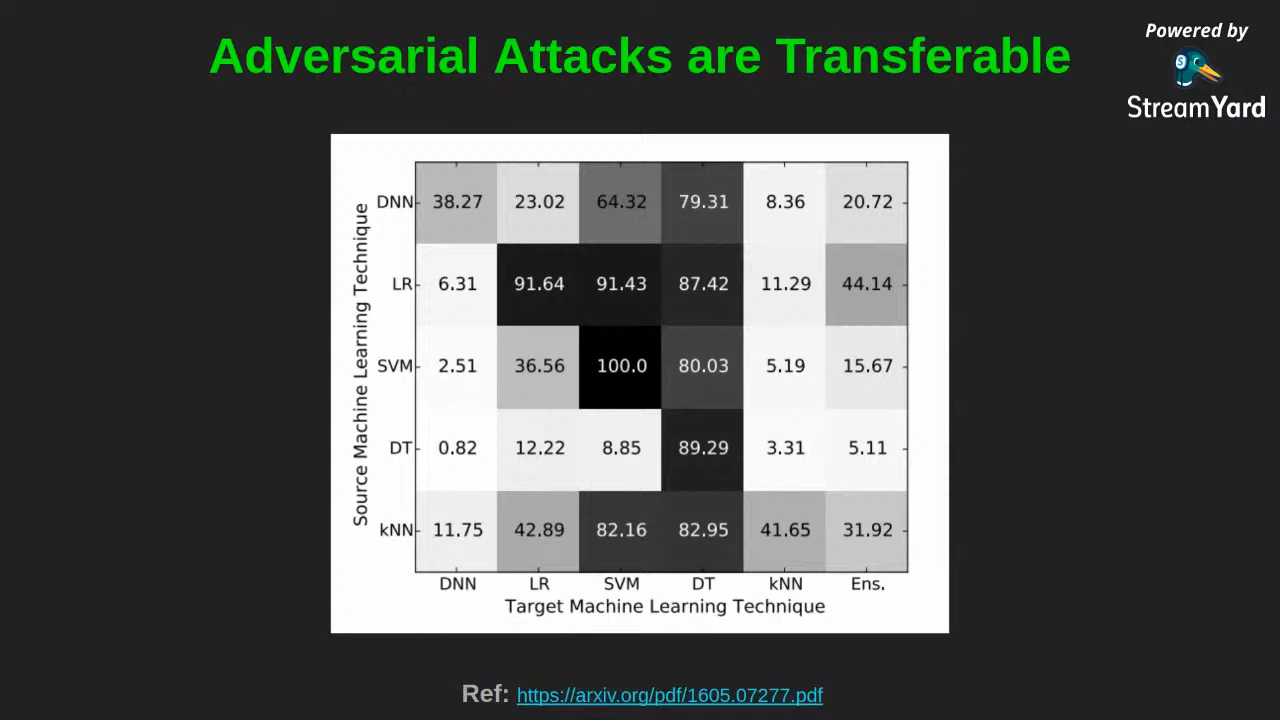 Adversarial Attacks are Transferable
Powered by
StreamYard
Source Machine Learning Technique
DNN 38.27 23.02 64.32 79.31 8.36 20.72
LR 6.31 91.64 91.43 87.42 11.29 44.14
SVM 2.51 36.56 100.0 80.03 5.19 15.67
DT 0.82 12.22 8.85 89.29 3.31 5.11
kNN 11.75 42.89 82.16 82.95 41.65 31.92
DNN LR SVM DT kNN Ens.
Target Machine Learning Technique
Ref: https://arxiv.org/pdf/1605.07277.pdf